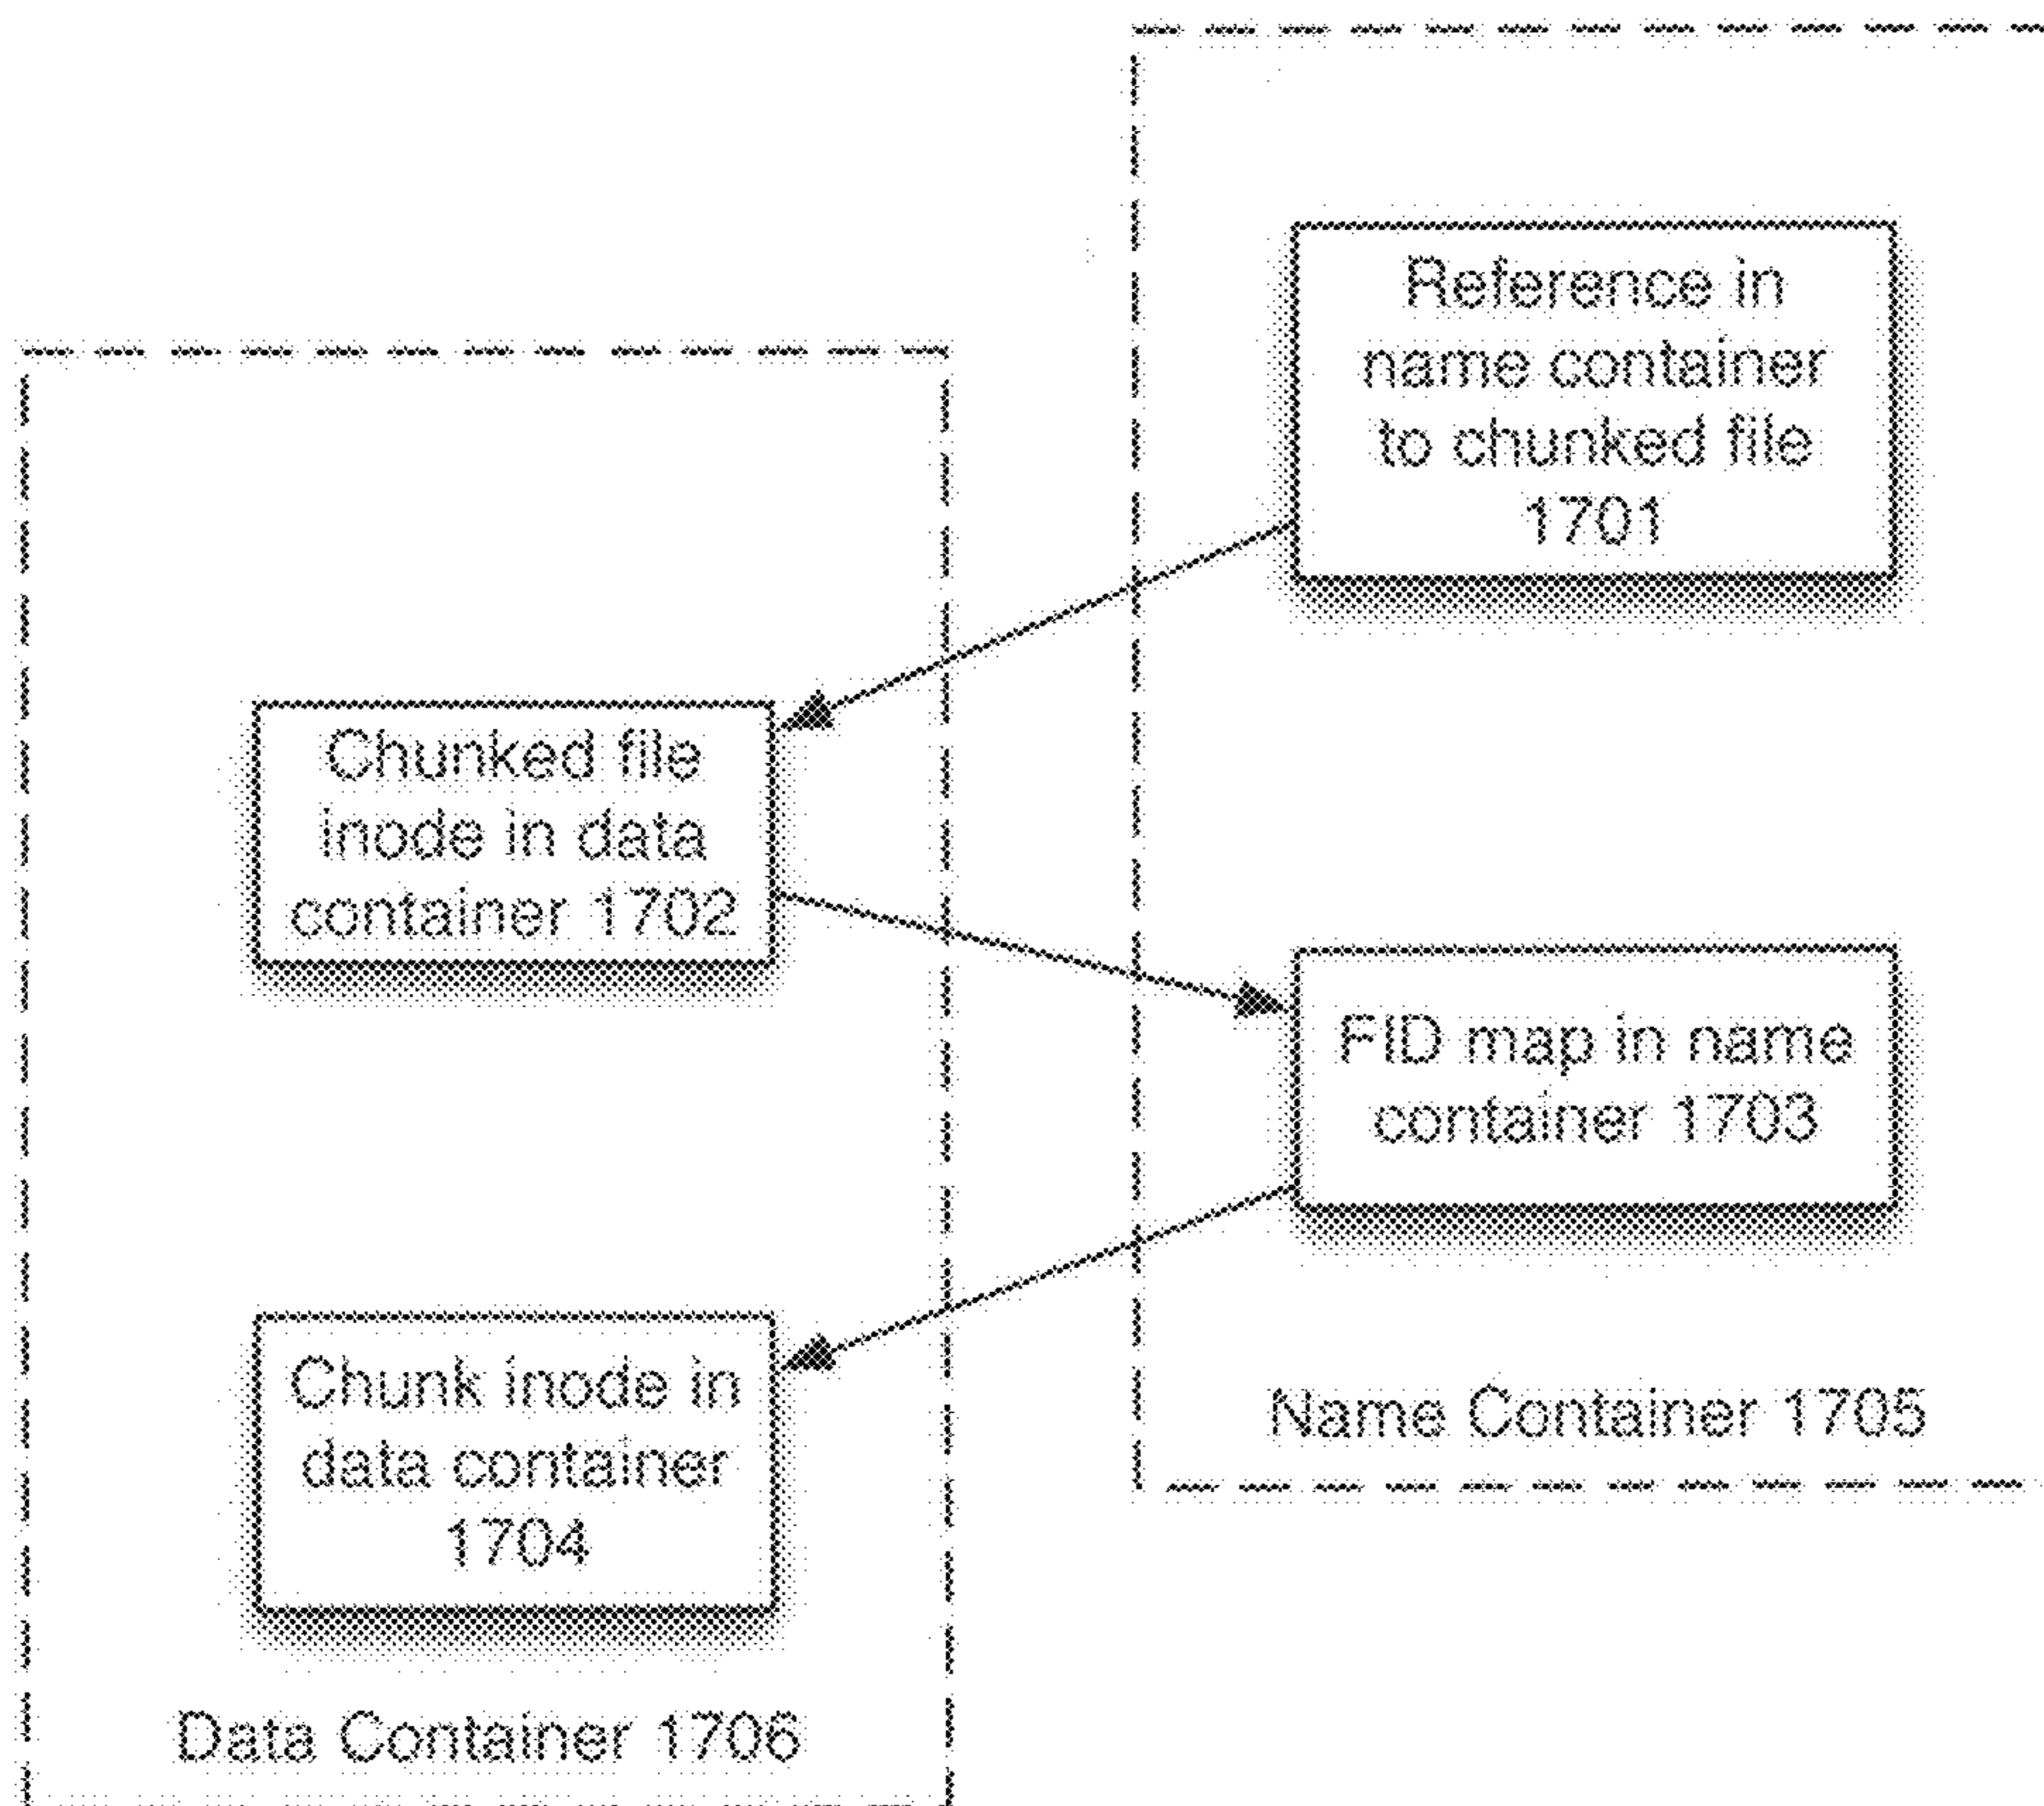 Reference in
name container
to chunked file
1701
Chunked file
inode in data
container 1702
FID map in name
container 1703
Chunk inode in
data container
1704
Name Container 1705
Data Container 1706